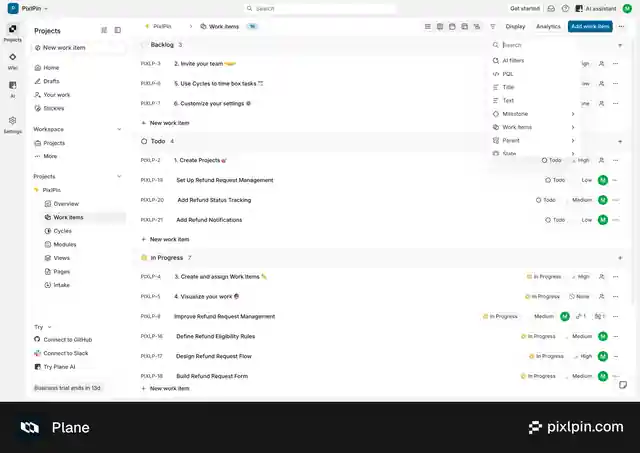 PixlPin
Search
Get started
AI assistant
M
Projects
Wiki
AI
Settings
Projects
New work item
Home
Drafts
Your work
Stickies
Workspace
Projects
More
Projects
PixlPin
Overview
Work items
Cycles
Modules
Views
Pages
Intake
Try
Connect to GitHub
Connect to Slack
Try Plane AI
Business trial ends in 13d
PixlPin > Work items
Display
Analytics
Add work item
Search
AI filters
PQL
Title
Text
Milestone
Work items
Parent
State
Backlog 3
PIXLP-3 2. Invite your team 🤝
PIXLP-6 5. Use Cycles to time box tasks 🗓️
PIXLP-7 6. Customize your settings ⚙️
+ New work item
Todo 4
PIXLP-2 1. Create Projects 🎯 Todo High
PIXLP-19 Set Up Refund Request Management Todo Low M
PIXLP-20 Add Refund Status Tracking Todo Medium M
PIXLP-21 Add Refund Notifications Todo Low M
+ New work item
In Progress 7
PIXLP-4 3. Create and assign Work Items ✏️ In Progress High
PIXLP-5 4. Visualize your work 🔮 In Progress None
PIXLP-8 Improve Refund Request Management In Progress Medium M 1 1
PIXLP-16 Define Refund Eligibility Rules In Progress Medium M
PIXLP-17 Design Refund Request Flow In Progress High M
PIXLP-18 Build Refund Request Form In Progress Medium M
+ New work item
Plane
pixlpin.com